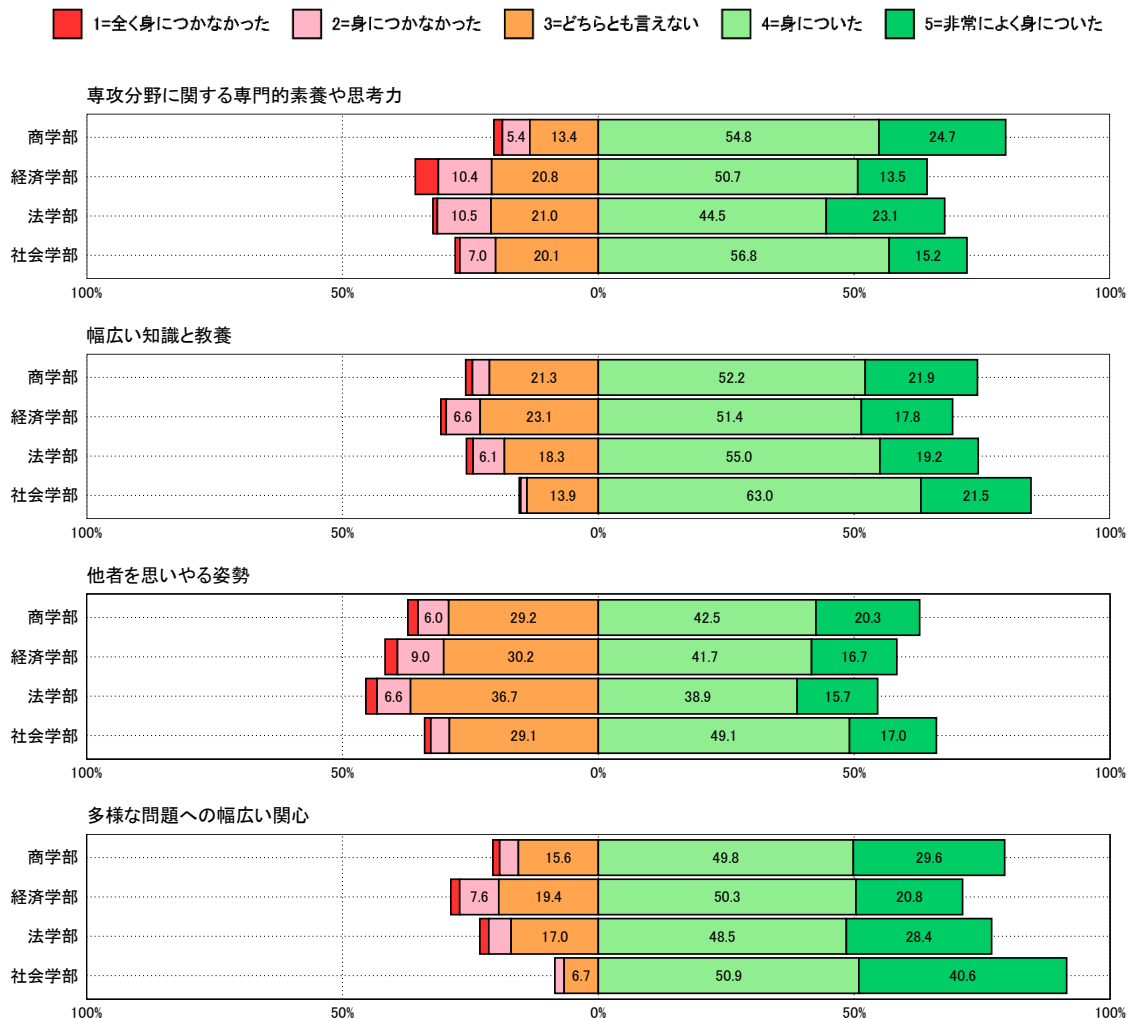 1=全く身につかなかった 2=身につかなかった 3=どちらとも言えない 4=身についた 5=非常によく身についた
専攻分野に関する専門的素養や思考力
商学部 5.4 13.4 54.8 24.7
経済学部 10.4 20.8 50.7 13.5
法学部 10.5 21.0 44.5 23.1
社会学部 7.0 20.1 56.8 15.2
100% 50% 0% 50% 100%
幅広い知識と教養
商学部 21.3 52.2 21.9
経済学部 6.6 23.1 51.4 17.8
法学部 6.1 18.3 55.0 19.2
社会学部 13.9 63.0 21.5
100% 50% 0% 50% 100%
他者を思いやる姿勢
商学部 6.0 29.2 42.5 20.3
経済学部 9.0 30.2 41.7 16.7
法学部 6.6 36.7 38.9 15.7
社会学部 29.1 49.1 17.0
100% 50% 0% 50% 100%
多様な問題への幅広い関心
商学部 15.6 49.8 29.6
経済学部 7.6 19.4 50.3 20.8
法学部 17.0 48.5 28.4
社会学部 6.7 50.9 40.6
100% 50% 0% 50% 100%